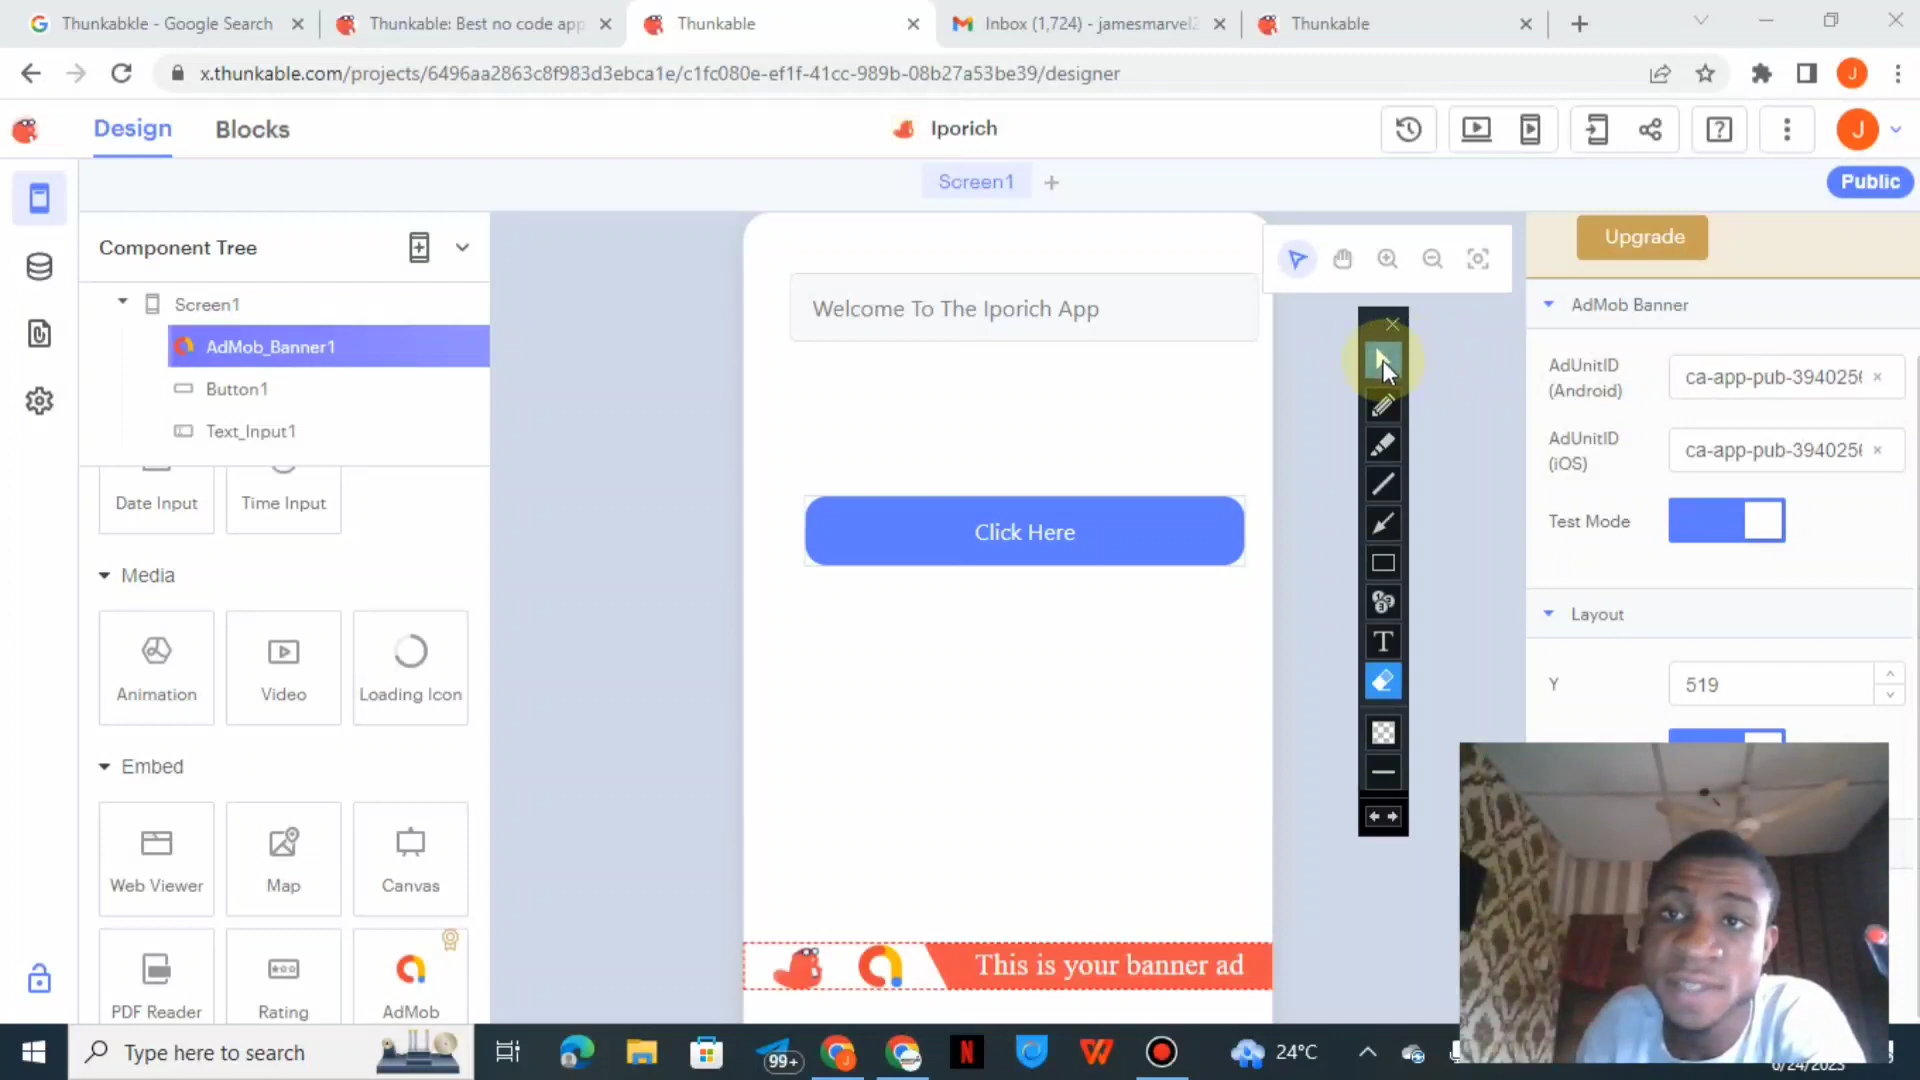 Thunkabkle - Google Search
Thunkable: Best no code app
Thunkable
Inbox (1,724) - jamesmarvel2
Thunkable
x.thunkable.com/projects/6496aa2863c8f983d3ebca1e/c1fc080e-ef1f-41cc-989b-08b27a53be39/designer
J
Design
Blocks
Iporich
J
Screen1
Public
Component Tree
Screen1
AdMob_Banner1
Button1
Text_Input1
Date Input
Time Input
Media
Animation
Video
Loading Icon
Embed
Web Viewer
Map
Canvas
PDF Reader
Rating
AdMob
Welcome To The Iporich App
Click Here
This is your banner ad
T
Upgrade
AdMob Banner
AdUnitID
(Android)
ca-app-pub-394025
AdUnitID
(iOS)
ca-app-pub-394025
Test Mode
Layout
Y
519
Type here to search
99+
24°C
6/24/2023